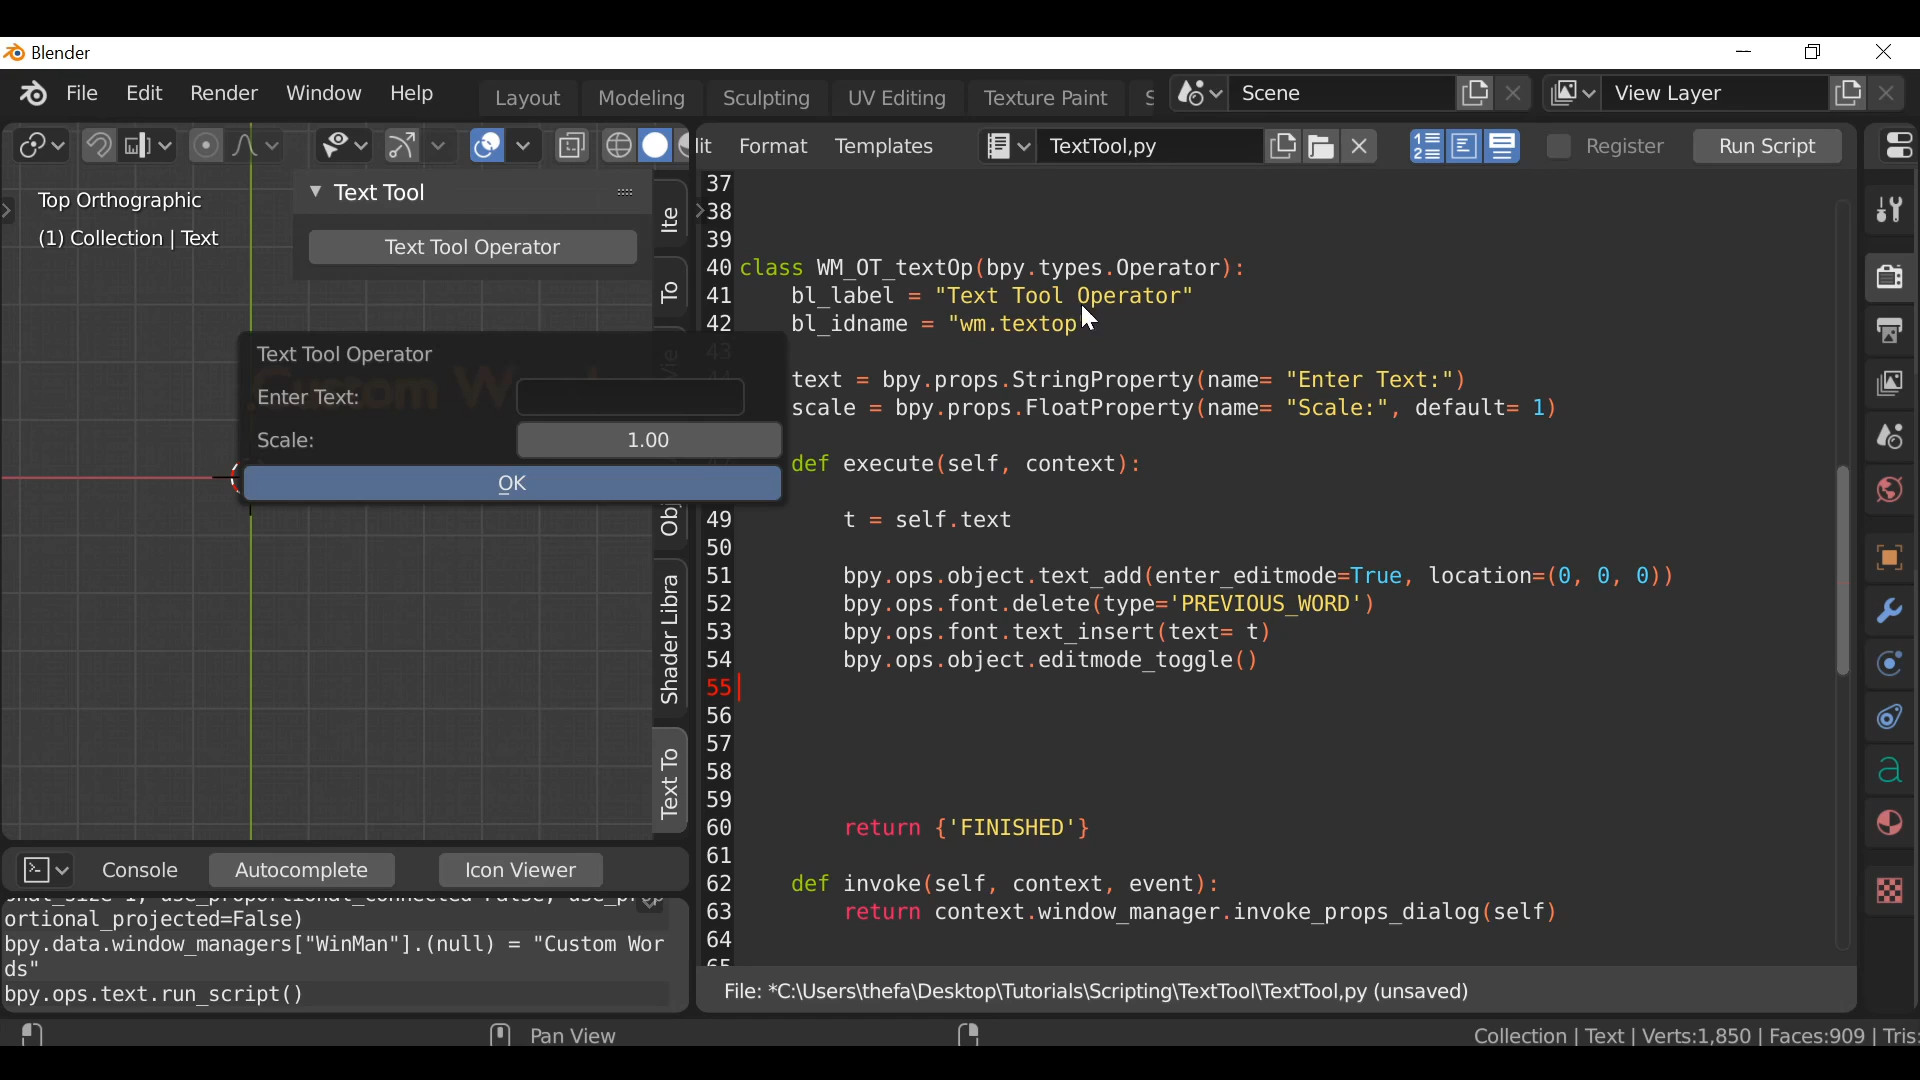 Blender
File Edit Render Window Help Layout Modeling Sculpting UV Editing Texture Paint S Scene View Layer
lit Format Templates TextTool,py Register Run Script
Top Orthographic
(1) Collection | Text
Text Tool
Text Tool Operator
Text Tool Operator
Enter Text:
Scale: 1.00
OK
Ite
To
Vie
Obj
Shader Libra
Text To
37
38
39
40 class WM_OT_textOp(bpy.types.Operator):
41 bl_label = "Text Tool Operator"
42 bl_idname = "wm.textop
43
text = bpy.props.StringProperty(name= "Enter Text:")
scale = bpy.props.FloatProperty(name= "Scale:", default= 1)
def execute(self, context):
49 t = self.text
50
51 bpy.ops.object.text_add(enter_editmode=True, location=(0, 0, 0))
52 bpy.ops.font.delete(type='PREVIOUS_WORD')
53 bpy.ops.font.text_insert(text= t)
54 bpy.ops.object.editmode_toggle()
55
56
57
58
59
60 return {'FINISHED'}
61
62 def invoke(self, context, event):
63 return context.window_manager.invoke_props_dialog(self)
64
65
File: *C:\Users\thefa\Desktop\Tutorials\Scripting\TextTool\TextTool,py (unsaved)
Console Autocomplete Icon Viewer
ortional_projected=False)
bpy.data.window_managers["WinMan"].(null) = "Custom Wor
ds"
bpy.ops.text.run_script()
Pan View
Collection | Text | Verts:1,850 | Faces:909 | Tris: